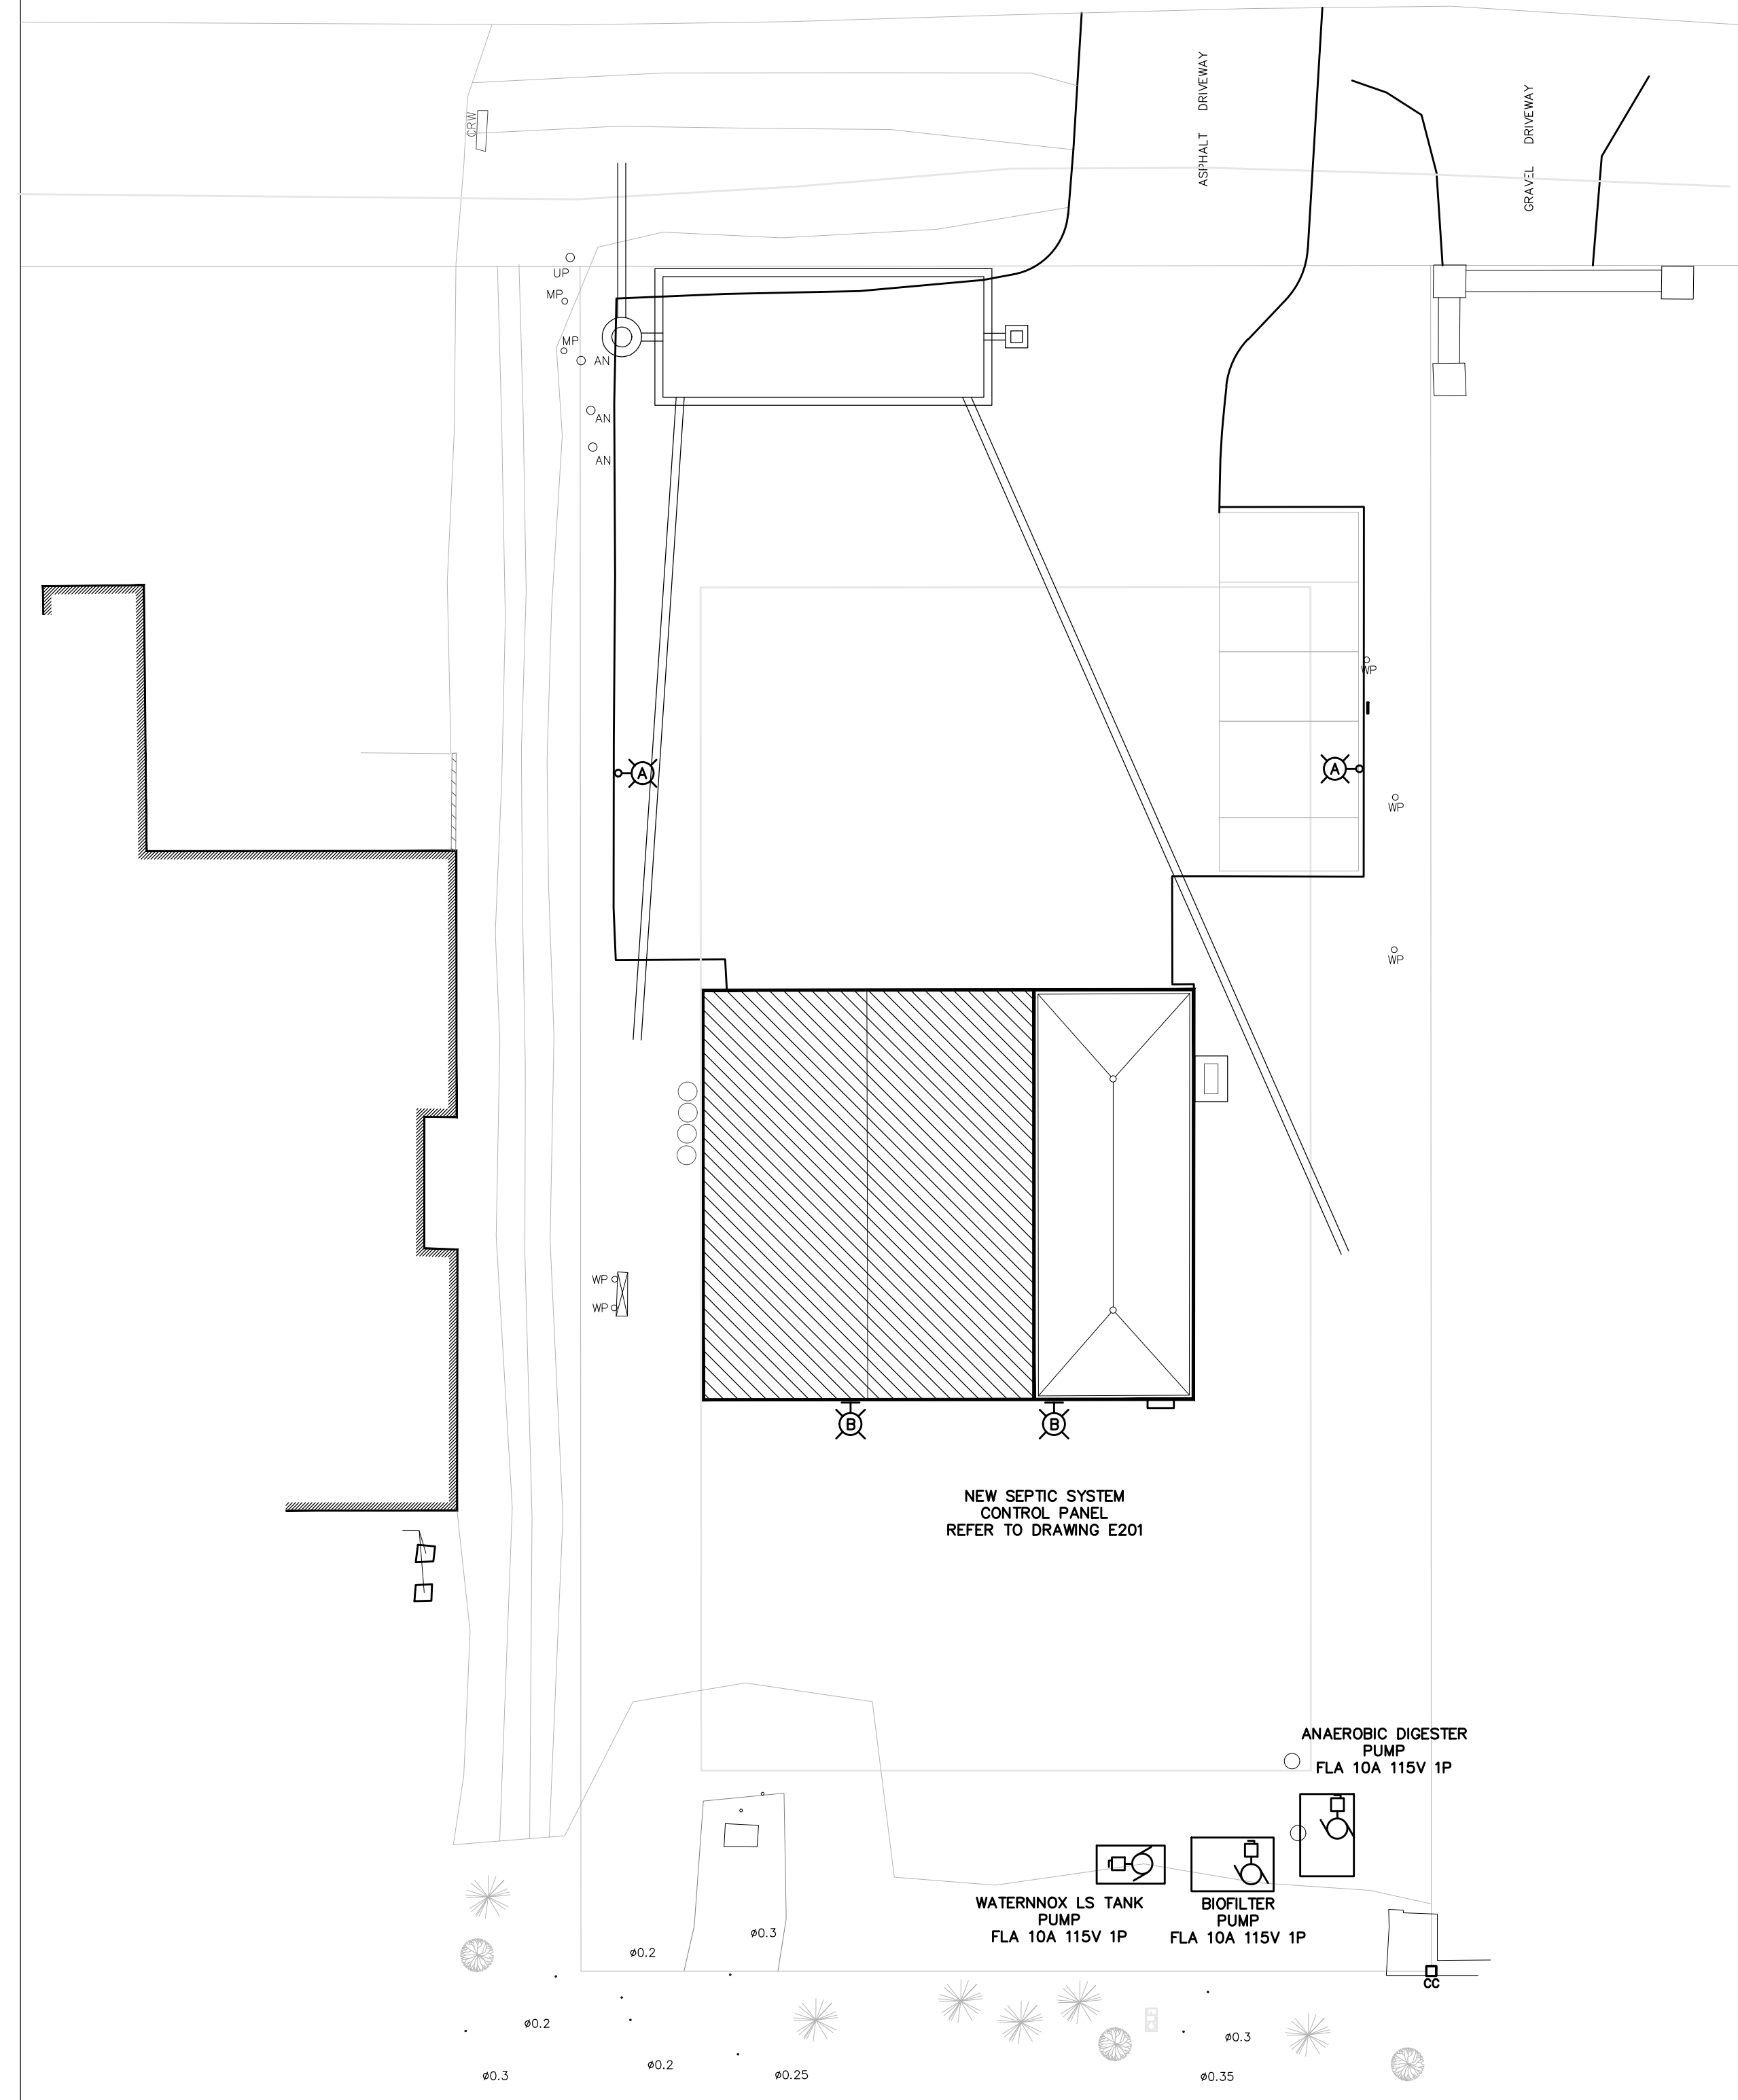 ASPHALT DRIVEWAY
GRAVEL DRIVEWAY
CRW
UP
MP
MP
AN
AN
AN
WP
A
A
WP
WP
WP
WP
B
B
NEW SEPTIC SYSTEM
CONTROL PANEL
REFER TO DRAWING E201
ANAEROBIC DIGESTER
PUMP
FLA 10A 115V 1P
WATERNNOX LS TANK
PUMP
FLA 10A 115V 1P
BIOFILTER
PUMP
FLA 10A 115V 1P
ø0.3
ø0.2
CC
ø0.2
ø0.3
ø0.2
ø0.3
ø0.25
ø0.35